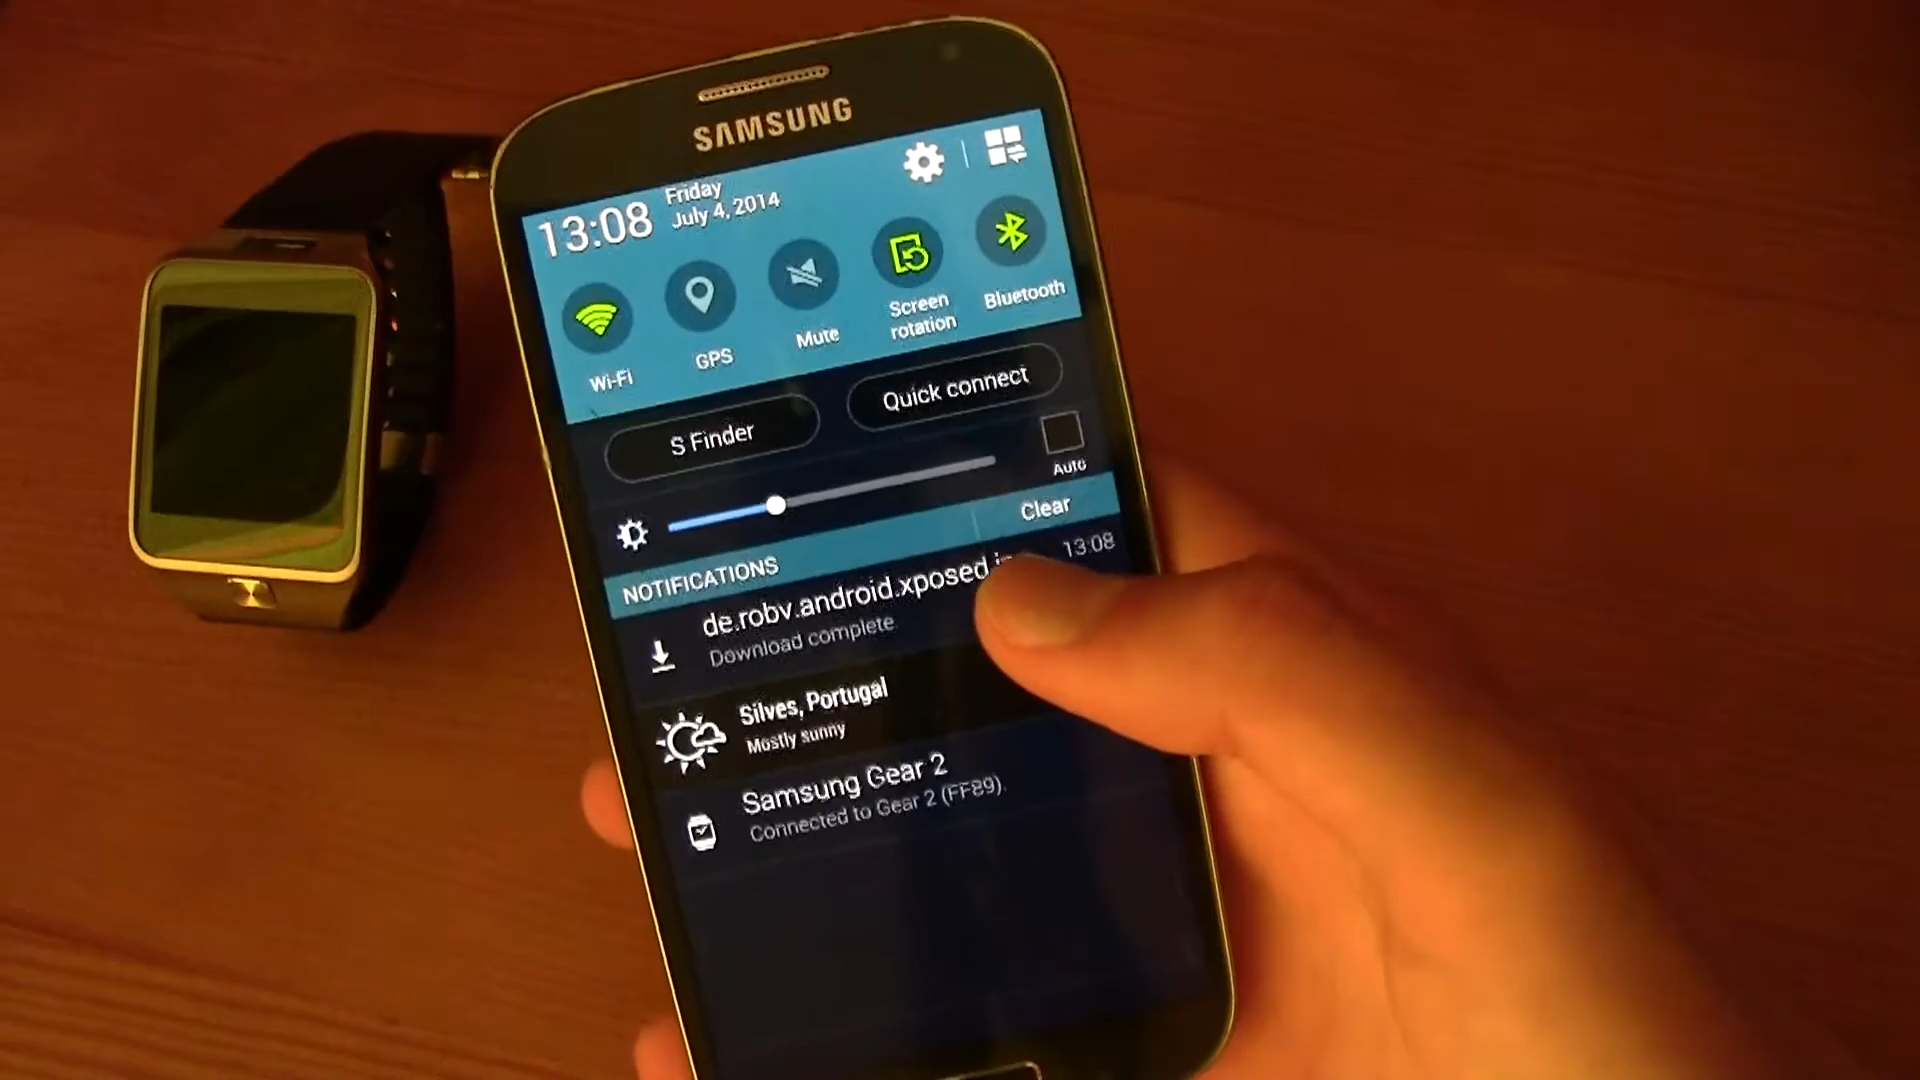 SAMSUNG
13:08
Friday
July 4, 2014
Wi-Fi
GPS
Mute
Screen
rotation
Bluetooth
S Finder
Quick connect
Auto
NOTIFICATIONS
Clear
de.robv.android.xposed.in
13:08
Download complete.
Silves, Portugal
Mostly sunny
Samsung Gear 2
Connected to Gear 2 (FF89).